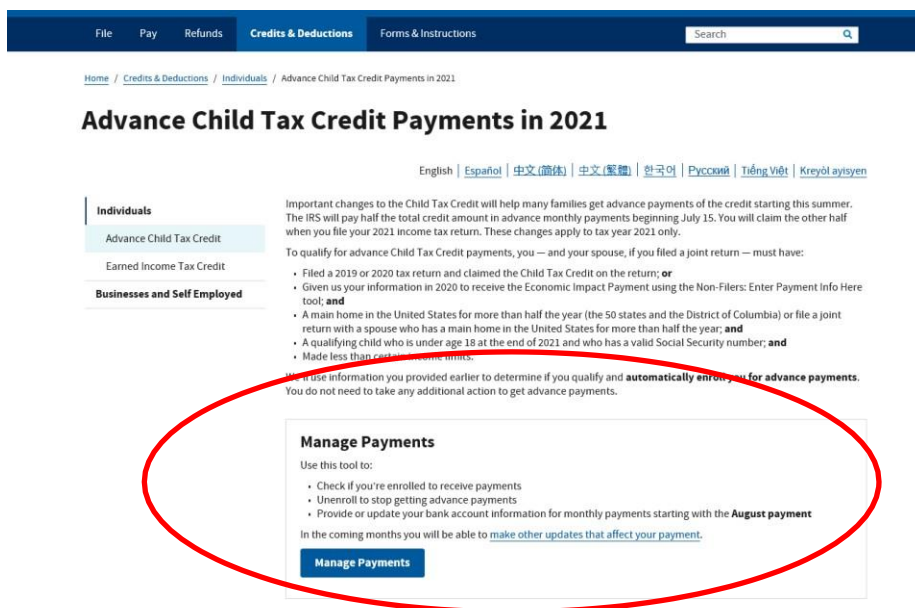 File Pay Refunds Credits & Deductions Forms & Instructions Search
Home / Credits & Deductions / Individuals / Advance Child Tax Credit Payments in 2021
Advance Child Tax Credit Payments in 2021
English | Español | 中文 (简体) | 中文 (繁體) | 한국어 | Русский | Tiếng Việt | Kreyòl ayisyen
Individuals
Advance Child Tax Credit
Earned Income Tax Credit
Businesses and Self Employed
Important changes to the Child Tax Credit will help many families get advance payments of the credit starting this summer.
The IRS will pay half the total credit amount in advance monthly payments beginning July 15. You will claim the other half
when you file your 2021 income tax return. These changes apply to tax year 2021 only.
To qualify for advance Child Tax Credit payments, you — and your spouse, if you filed a joint return — must have:
• Filed a 2019 or 2020 tax return and claimed the Child Tax Credit on the return; or
• Given us your information in 2020 to receive the Economic Impact Payment using the Non-Filers: Enter Payment Info Here
tool; and
• A main home in the United States for more than half the year (the 50 states and the District of Columbia) or file a joint
return with a spouse who has a main home in the United States for more than half the year; and
• A qualifying child who is under age 18 at the end of 2021 and who has a valid Social Security number; and
• Made less than certain income limits.
We'll use information you provided earlier to determine if you qualify and automatically enroll you for advance payments.
You do not need to take any additional action to get advance payments.
Manage Payments
Use this tool to:
• Check if you're enrolled to receive payments
• Unenroll to stop getting advance payments
• Provide or update your bank account information for monthly payments starting with the August payment
In the coming months you will be able to make other updates that affect your payment.
Manage Payments